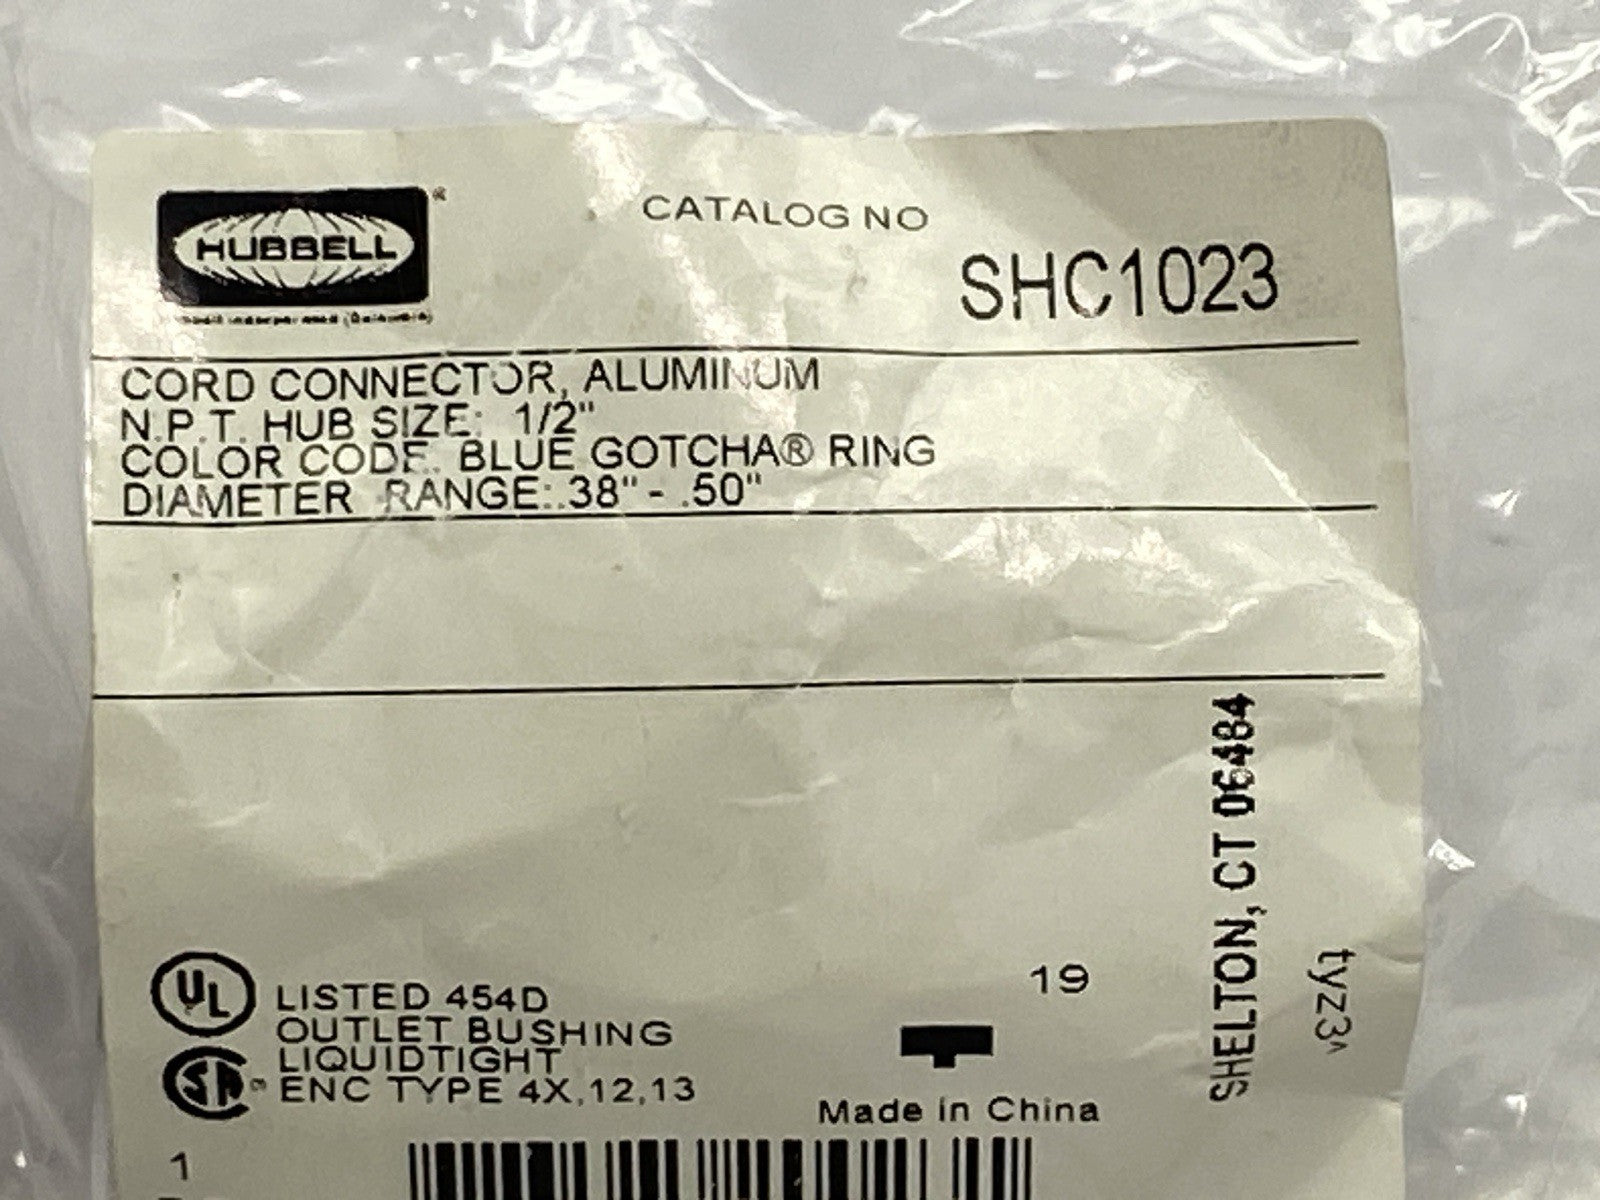 HUBBELL ®
CATALOG NO
SHC1023
CORD CONNECTOR, ALUMINUM
N.P.T. HUB SIZE: 1/2"
COLOR CODE: BLUE GOTCHA® RING
DIAMETER RANGE: .38" - .50"
SHELTON, CT 06484
tyz3^
UL LISTED 454D
OUTLET BUSHING
LIQUIDTIGHT
SA ® ENC TYPE 4X,12,13
19
Made in China
1